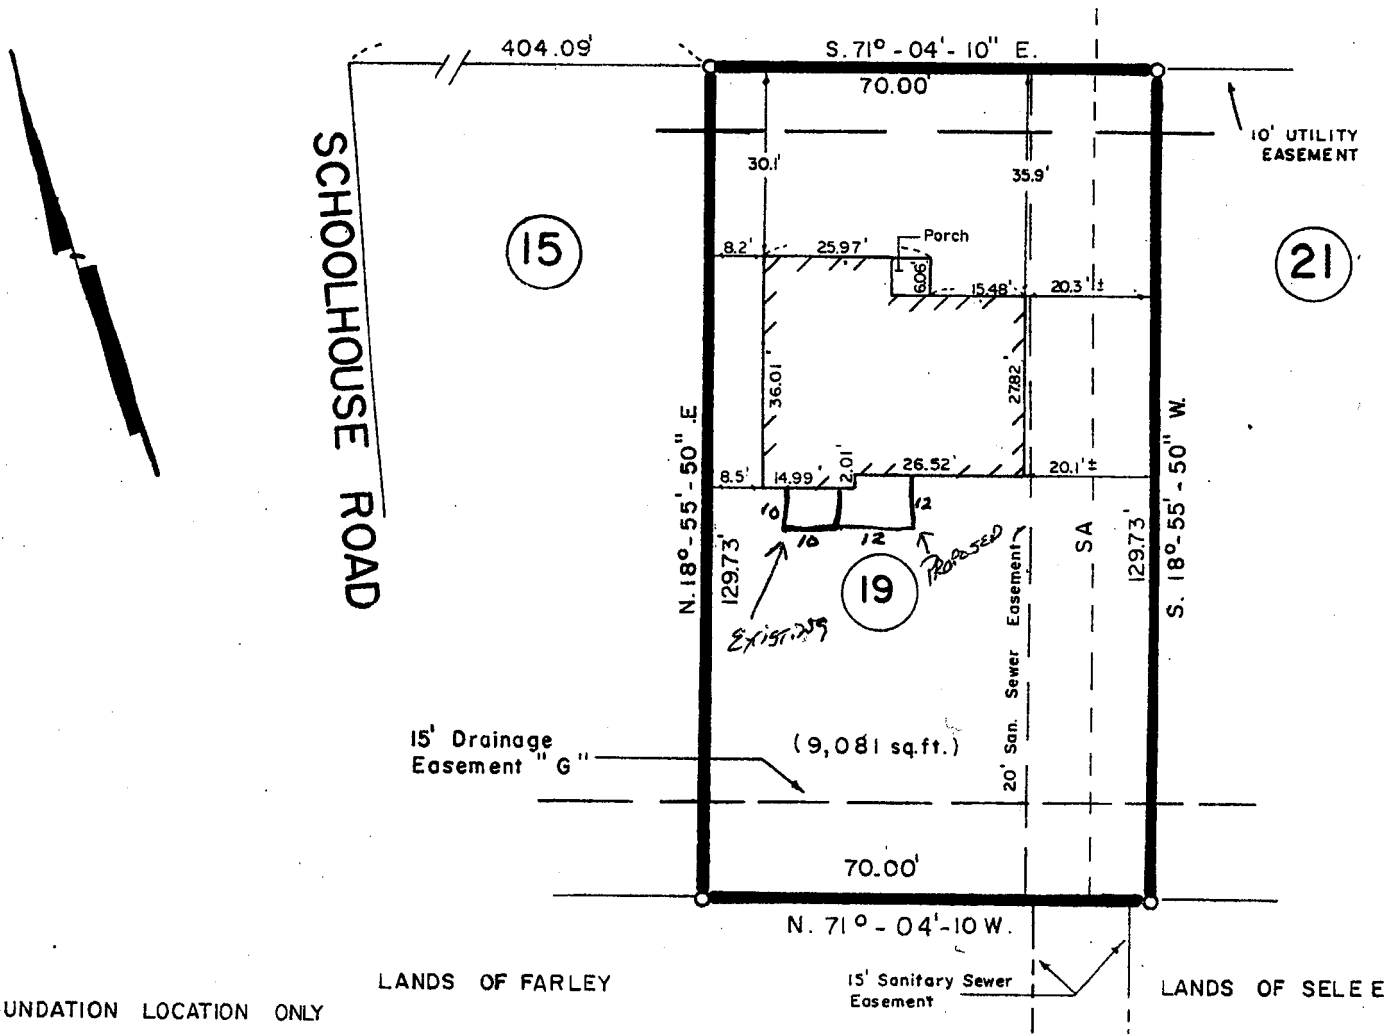 404.09'
S. 71° - 04' - 10" E.
70.00'
10' UTILITY
EASEMENT
30.1'
35.9'
SCHOOLHOUSE ROAD
15
21
8.2'
25.97'
Porch
6.06'
15.48'
20.3' ±
36.01'
27.82'
N. 18° - 55' - 50" E
S. 18° - 55' - 50" W.
8.5'
14.99'
2.01'
26.52'
20.1' ±
10
12
10
12
PROPOSED
EXISTING
19
129.73'
129.73'
SA
20' San. Sewer Easement
15' Drainage
Easement "G"
(9,081 sq.ft.)
70.00'
N. 71° - 04' - 10 W.
LANDS OF FARLEY
15' Sanitary Sewer
Easement
LANDS OF SELEE
UNDATION LOCATION ONLY